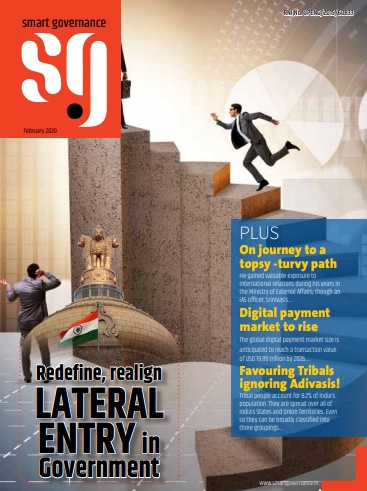 smart governance
sg
February 2020
PLUS
On journey to a
topsy -turvy path
He gained valuable exposure to
international relations during his years in
the Ministry of External Affairs, though an
IAS officer, Srinivas's...
Digital payment
market to rise
The global digital payment market size is
anticipated to reach a transaction value
of USD 19.89 trillion by 2026...
Favouring Tribals
ignoring Adivasis!
Tribal people account for 8.2% of India's
population. They are spread over all of
India's States and Union Territories. Even
so they can be broadly classified into
three groupings...
Redefine, realign
LATERAL
ENTRY in
Government
www.smartgovernance.in